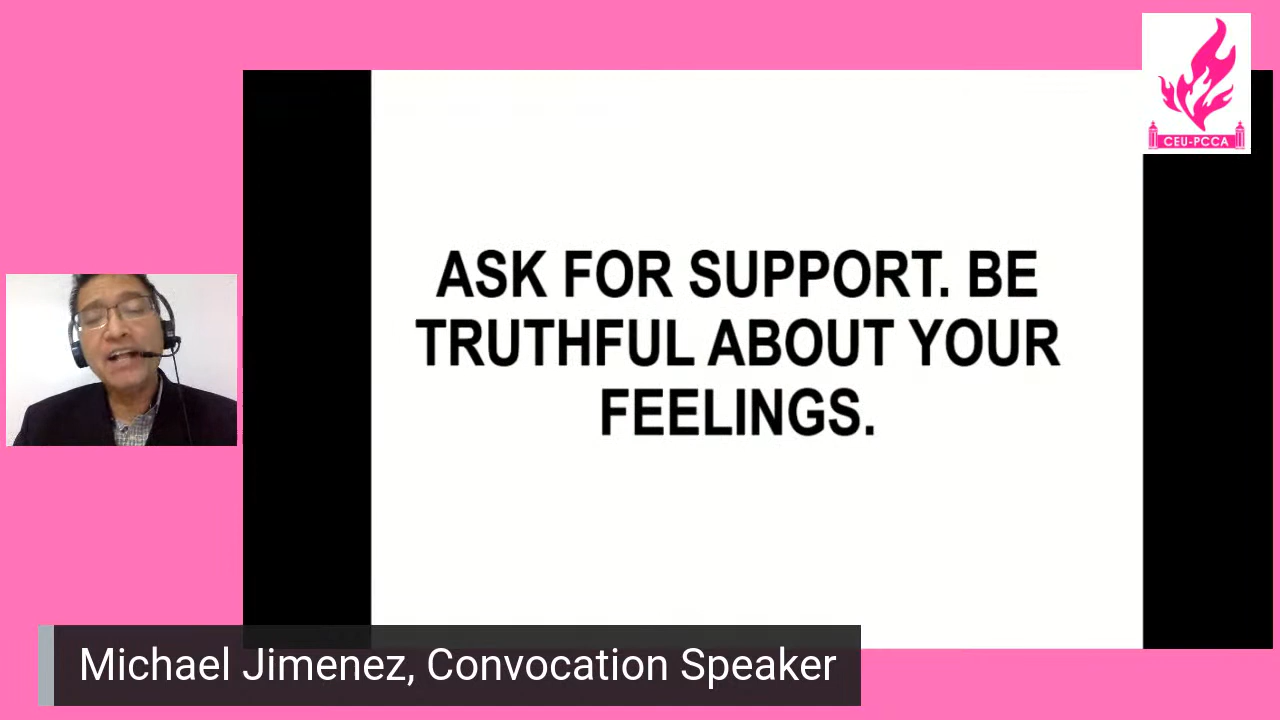 CEU-PCCA
ASK FOR SUPPORT. BE
TRUTHFUL ABOUT YOUR
FEELINGS.
Michael Jimenez, Convocation Speaker